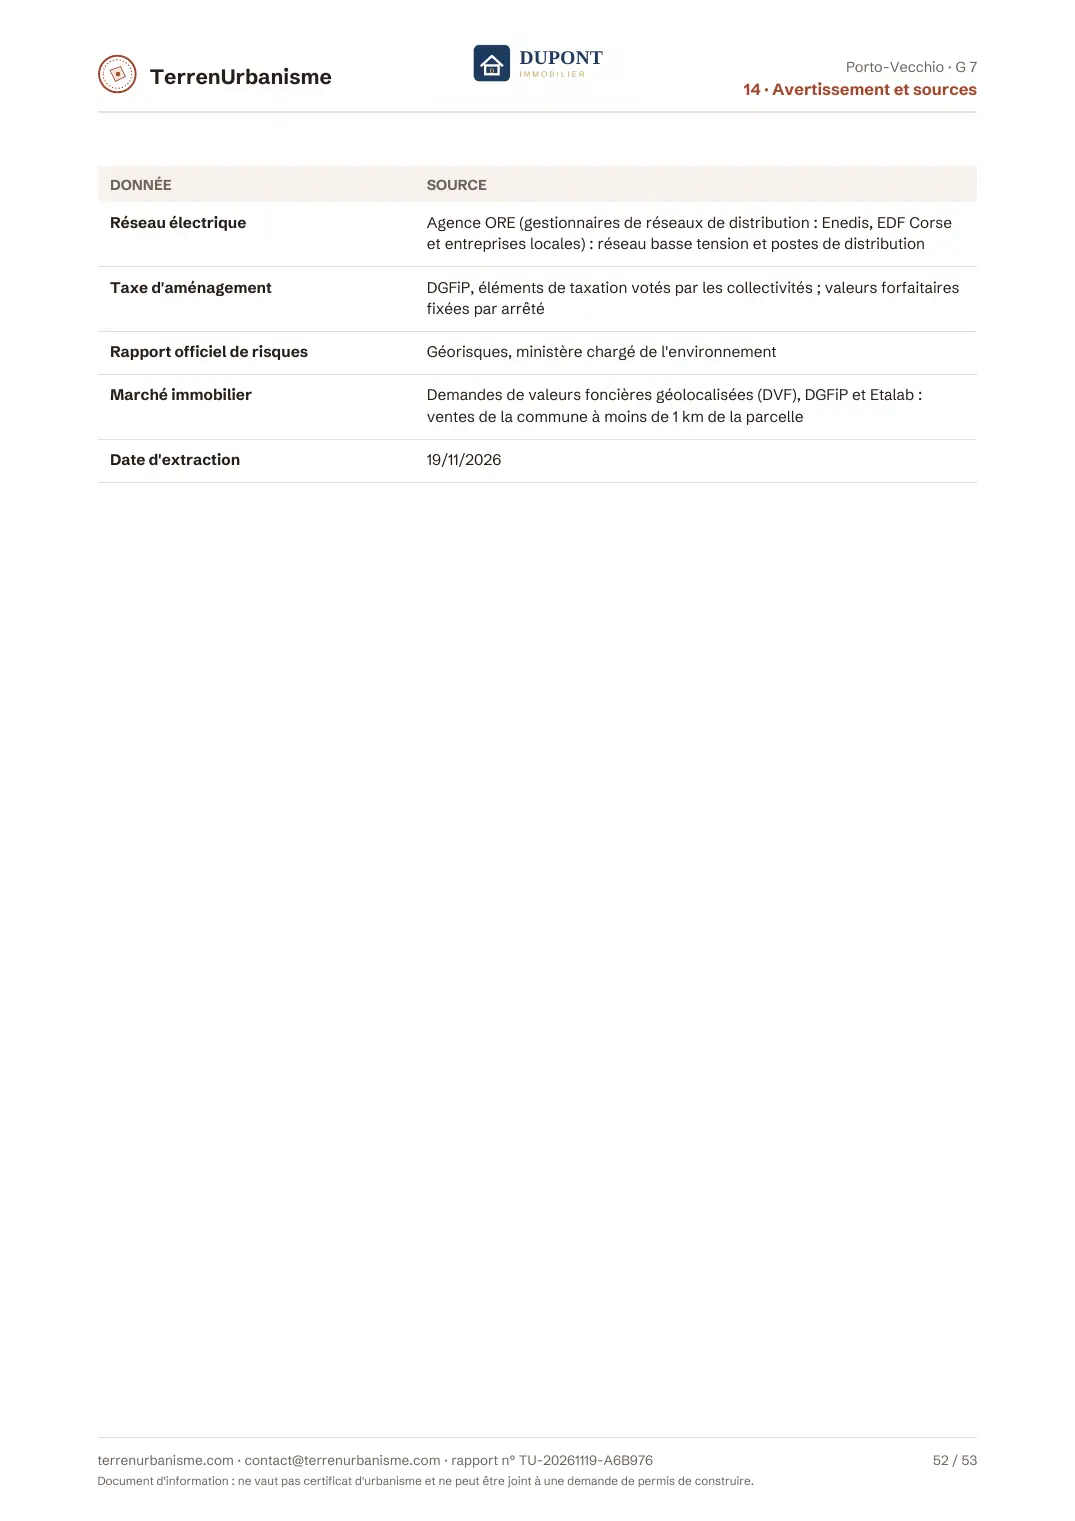 TerrenUrbanisme
DUPONT
IMMOBILIER
Porto-Vecchio · G 7
14 · Avertissement et sources
DONNÉE SOURCE
Réseau électrique Agence ORE (gestionnaires de réseaux de distribution : Enedis, EDF Corse
et entreprises locales) : réseau basse tension et postes de distribution
Taxe d'aménagement DGFiP, éléments de taxation votés par les collectivités ; valeurs forfaitaires
fixées par arrêté
Rapport officiel de risques Géorisques, ministère chargé de l'environnement
Marché immobilier Demandes de valeurs foncières géolocalisées (DVF), DGFiP et Etalab :
ventes de la commune à moins de 1 km de la parcelle
Date d'extraction 19/11/2026
terrenurbanisme.com · contact@terrenurbanisme.com · rapport n° TU-20261119-A6B976 52 / 53
Document d'information : ne vaut pas certificat d'urbanisme et ne peut être joint à une demande de permis de construire.